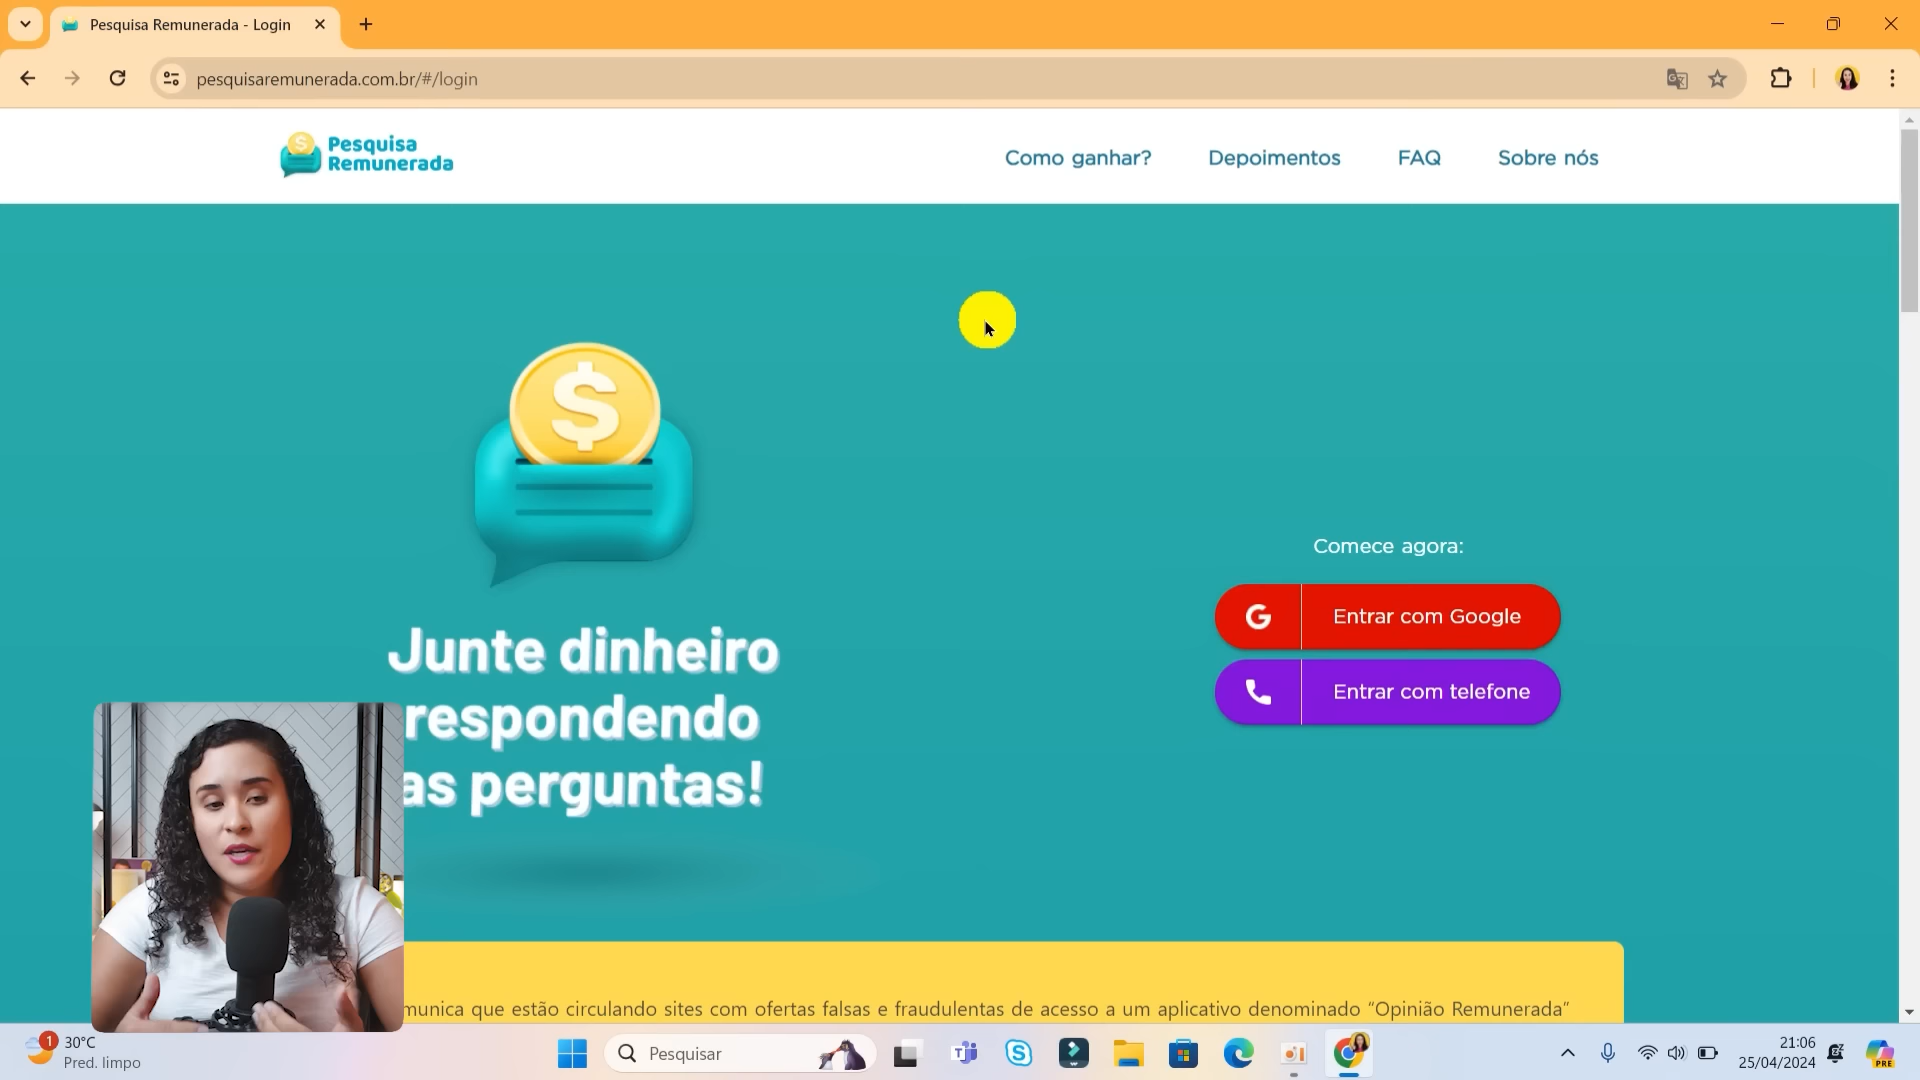 Pesquisa Remunerada - Login
pesquisaremunerada.com.br/#/login
Pesquisa
Remunerada
Como ganhar?
Depoimentos
FAQ
Sobre nós
Comece agora:
Entrar com Google
Entrar com telefone
Junte dinheiro
respondendo
as perguntas!
que estão circulando sites com ofertas falsas e fraudulentas de acesso a um aplicativo denominado “Opinião Remunerada”
1
30°C
Pred. limpo
Pesquisar
21:06
25/04/2024
PRE